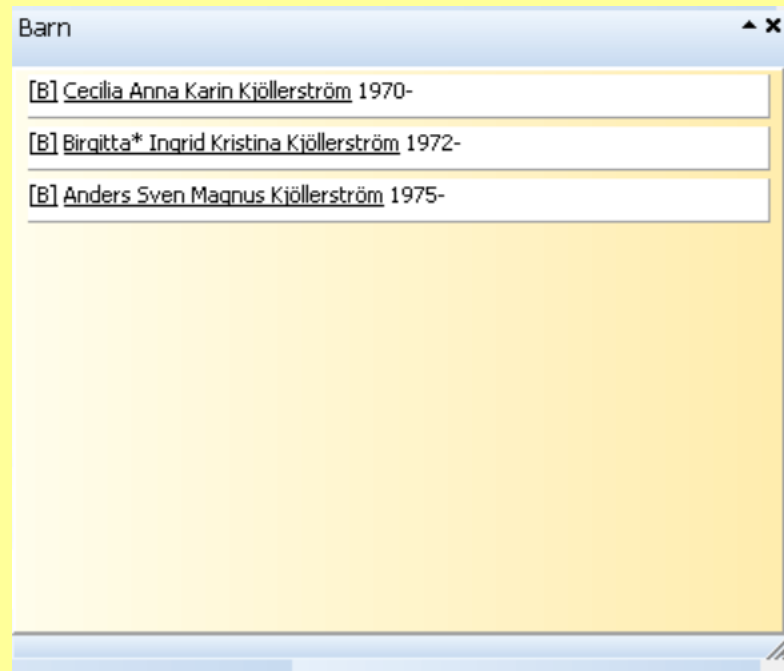 Barn
[B] Cecilia Anna Karin Kjöllerström 1970-
[B] Birgitta* Ingrid Kristina Kjöllerström 1972-
[B] Anders Sven Magnus Kjöllerström 1975-